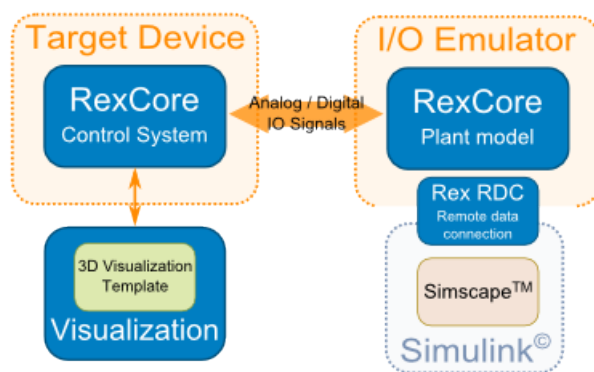 Target Device
RexCore
Control System
Analog / Digital
IO Signals
I/O Emulator
RexCore
Plant model
Rex RDC
Remote data
connection
3D Visualization
Template
Visualization
Simscape™
Simulink©